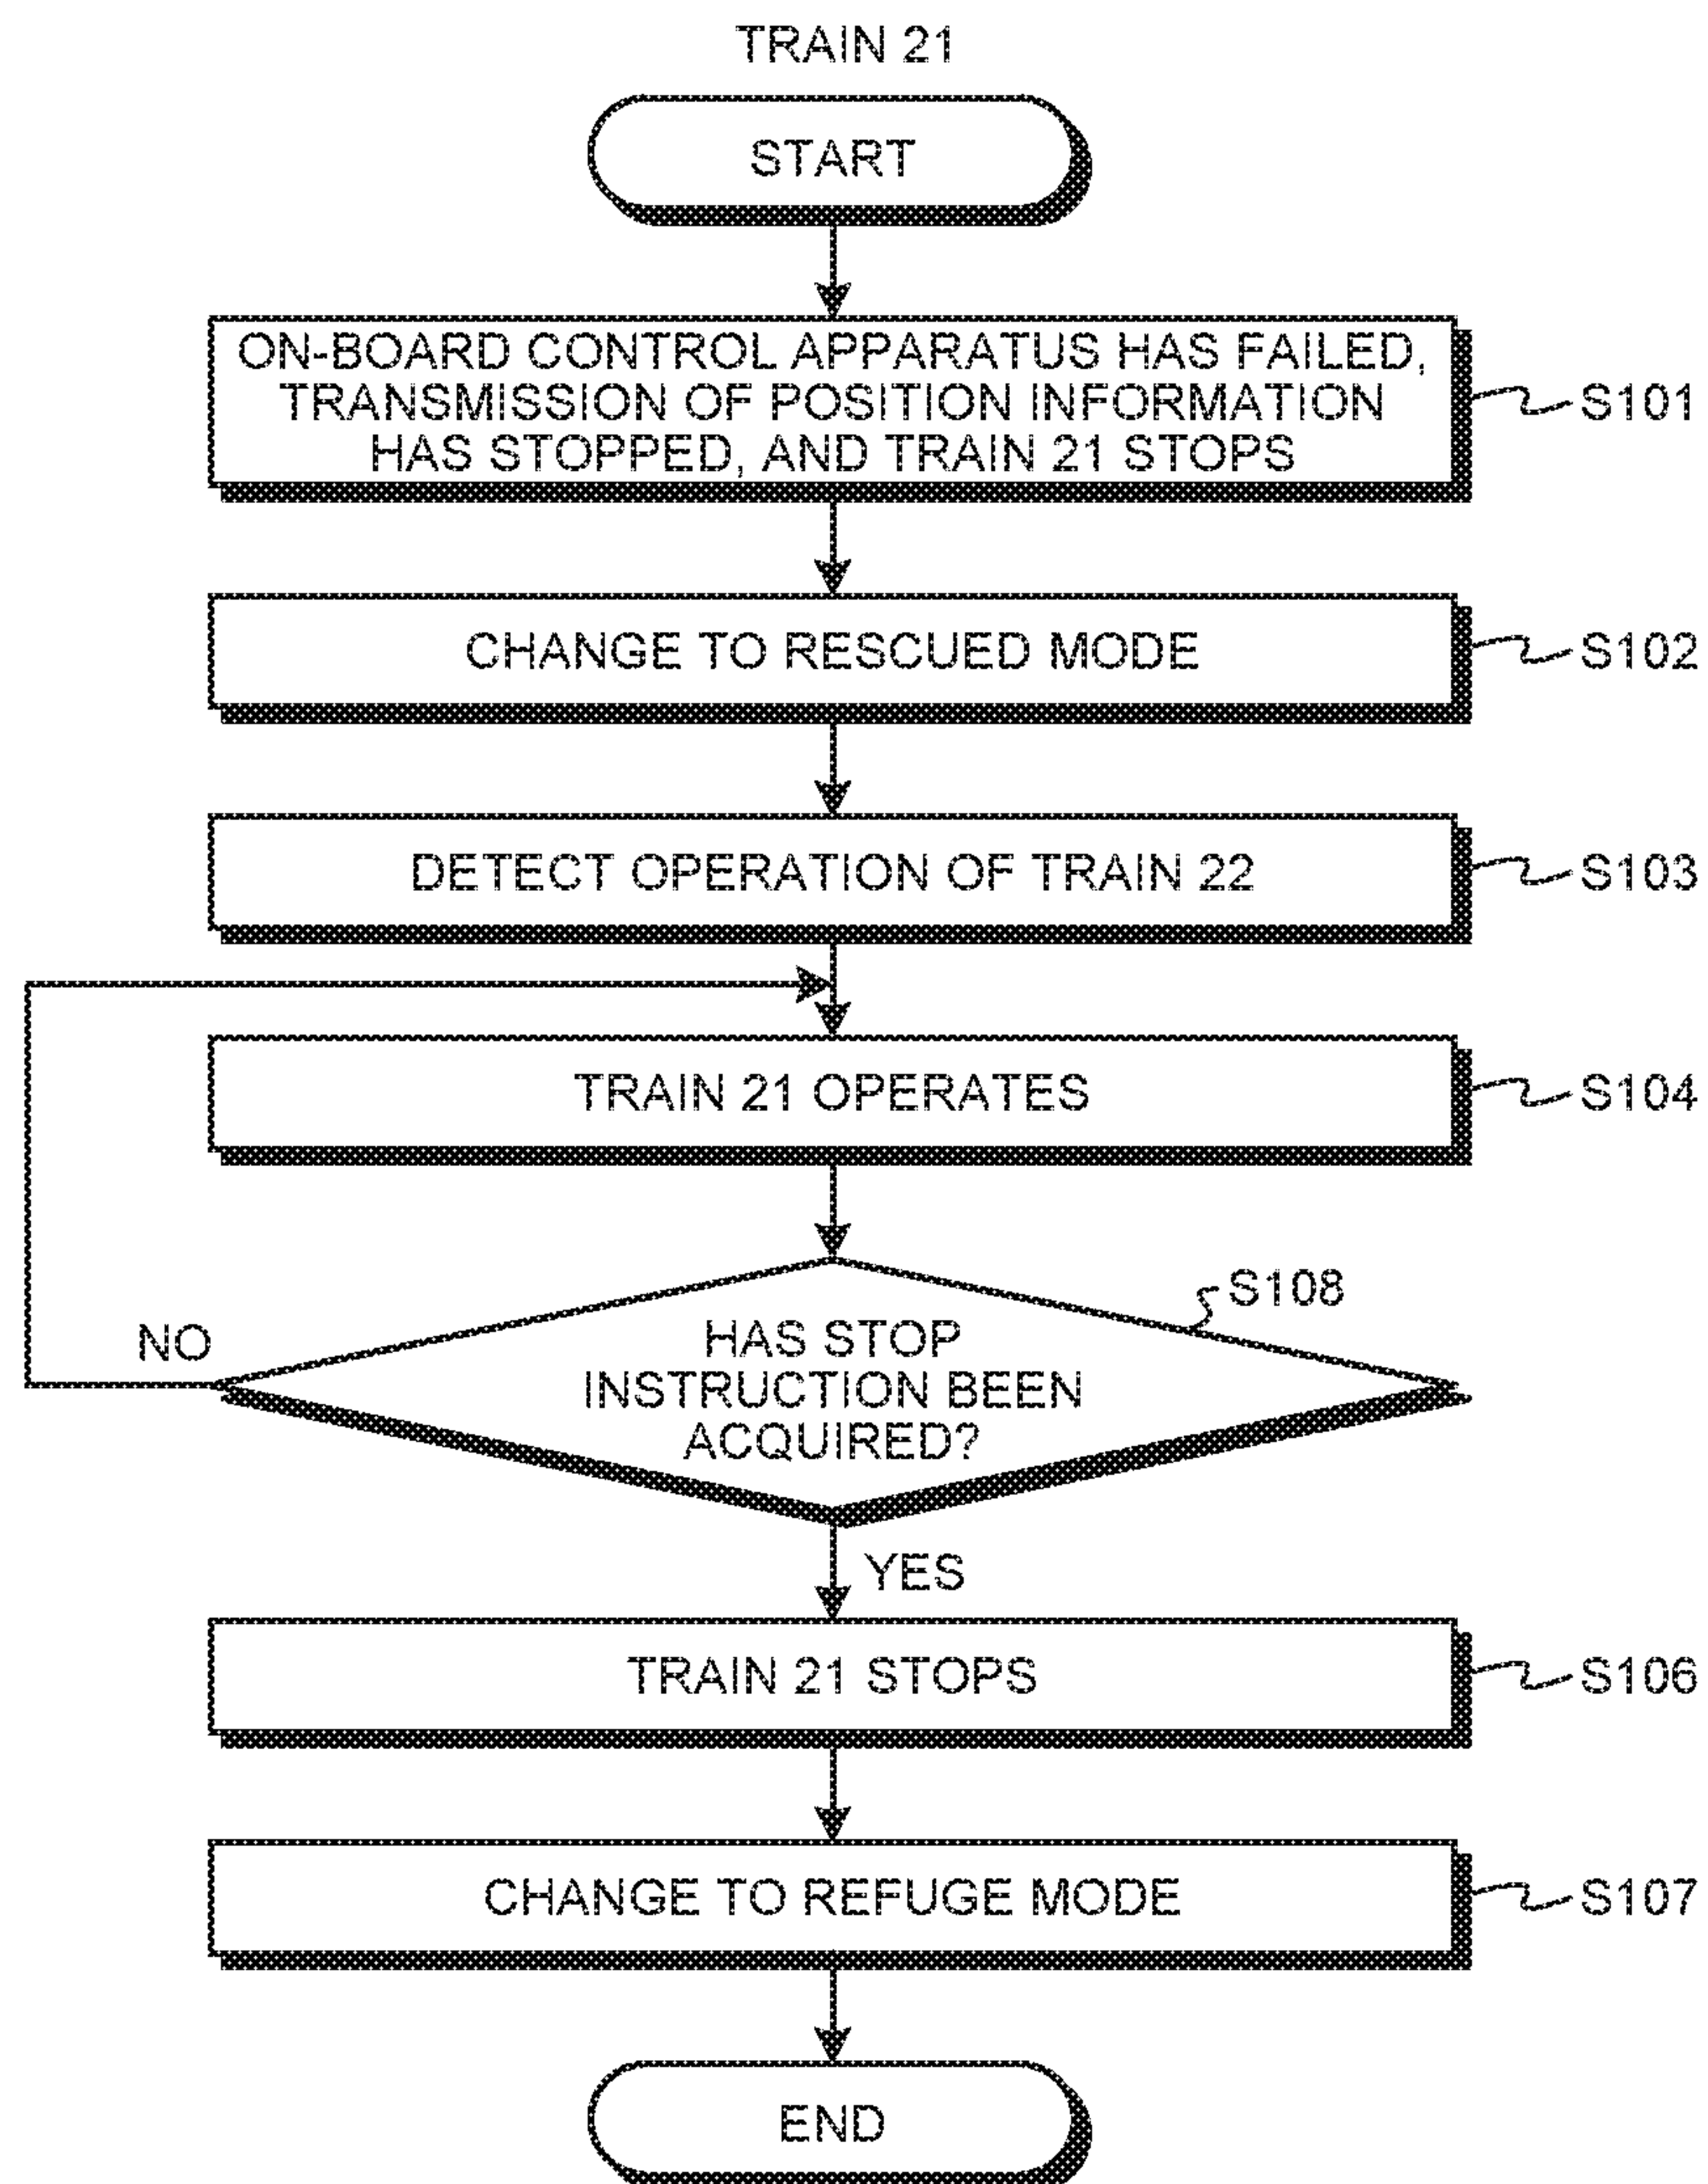 TRAIN 21
START
ON-BOARD CONTROL APPARATUS HAS FAILED,
TRANSMISSION OF POSITION INFORMATION
HAS STOPPED, AND TRAIN 21 STOPS
S101
CHANGE TO RESCUED MODE
S102
DETECT OPERATION OF TRAIN 22
S103
TRAIN 21 OPERATES
S104
S108
NO
HAS STOP
INSTRUCTION BEEN
ACQUIRED?
YES
TRAIN 21 STOPS
S106
CHANGE TO REFUGE MODE
S107
END